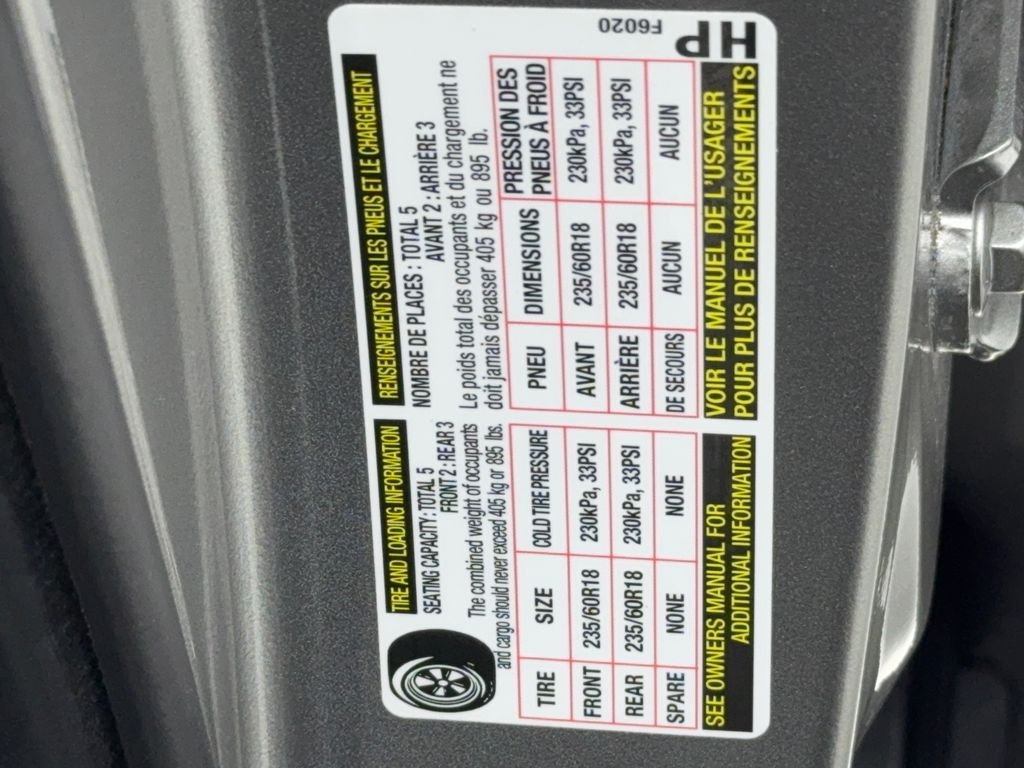 TIRE AND LOADING INFORMATION
SEATING CAPACITY: TOTAL 5
FRONT 2 : REAR 3
The combined weight of occupants
and cargo should never exceed 405 kg or 895 lbs.
TIRE SIZE COLD TIRE PRESSURE
FRONT 235/60R18 230kPa, 33PSI
REAR 235/60R18 230kPa, 33PSI
SPARE NONE NONE
SEE OWNERS MANUAL FOR
ADDITIONAL INFORMATION
RENSEIGNEMENTS SUR LES PNEUS ET LE CHARGEMENT
NOMBRE DE PLACES : TOTAL 5
AVANT 2 : ARRIÈRE 3
Le poids total des occupants et du chargement ne
doit jamais dépasser 405 kg ou 895 lb.
PNEU DIMENSIONS PRESSION DES
PNEUS À FROID
AVANT 235/60R18 230kPa, 33PSI
ARRIÈRE 235/60R18 230kPa, 33PSI
DE SECOURS AUCUN AUCUN
VOIR LE MANUEL DE L'USAGER
POUR PLUS DE RENSEIGNEMENTS
F6020
HP